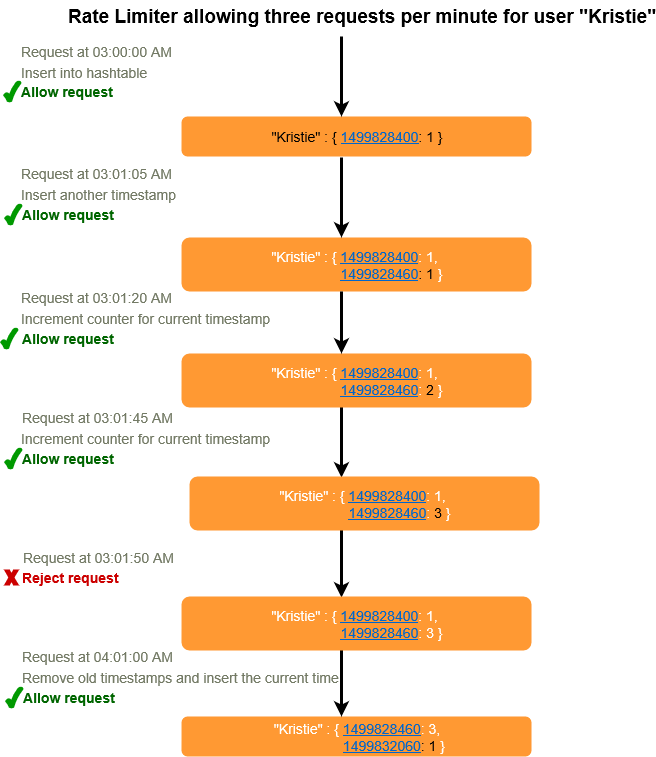 Rate Limiter allowing three requests per minute for user "Kristie"
Request at 03:00:00 AM
Insert into hashtable
Allow request
"Kristie" : { 1499828400: 1 }
Request at 03:01:05 AM
Insert another timestamp
Allow request
"Kristie" : { 1499828400: 1,
1499828460: 1 }
Request at 03:01:20 AM
Increment counter for current timestamp
Allow request
"Kristie" : { 1499828400: 1,
1499828460: 2 }
Request at 03:01:45 AM
Increment counter for current timestamp
Allow request
"Kristie" : { 1499828400: 1,
1499828460: 3 }
Request at 03:01:50 AM
Reject request
"Kristie" : { 1499828400: 1,
1499828460: 3 }
Request at 04:01:00 AM
Remove old timestamps and insert the current time
Allow request
"Kristie" : { 1499828460: 3,
1499832060: 1 }